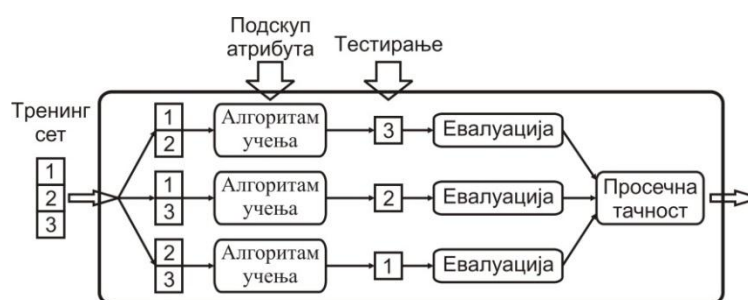 Подскуп
атрибута
Тестирање
Тренинг
сет
1
2
3
1
2
Алгоритам
учења
3
Евалуација
1
3
Алгоритам
учења
2
Евалуација
2
3
Алгоритам
учења
1
Евалуација
Просечна
тачност